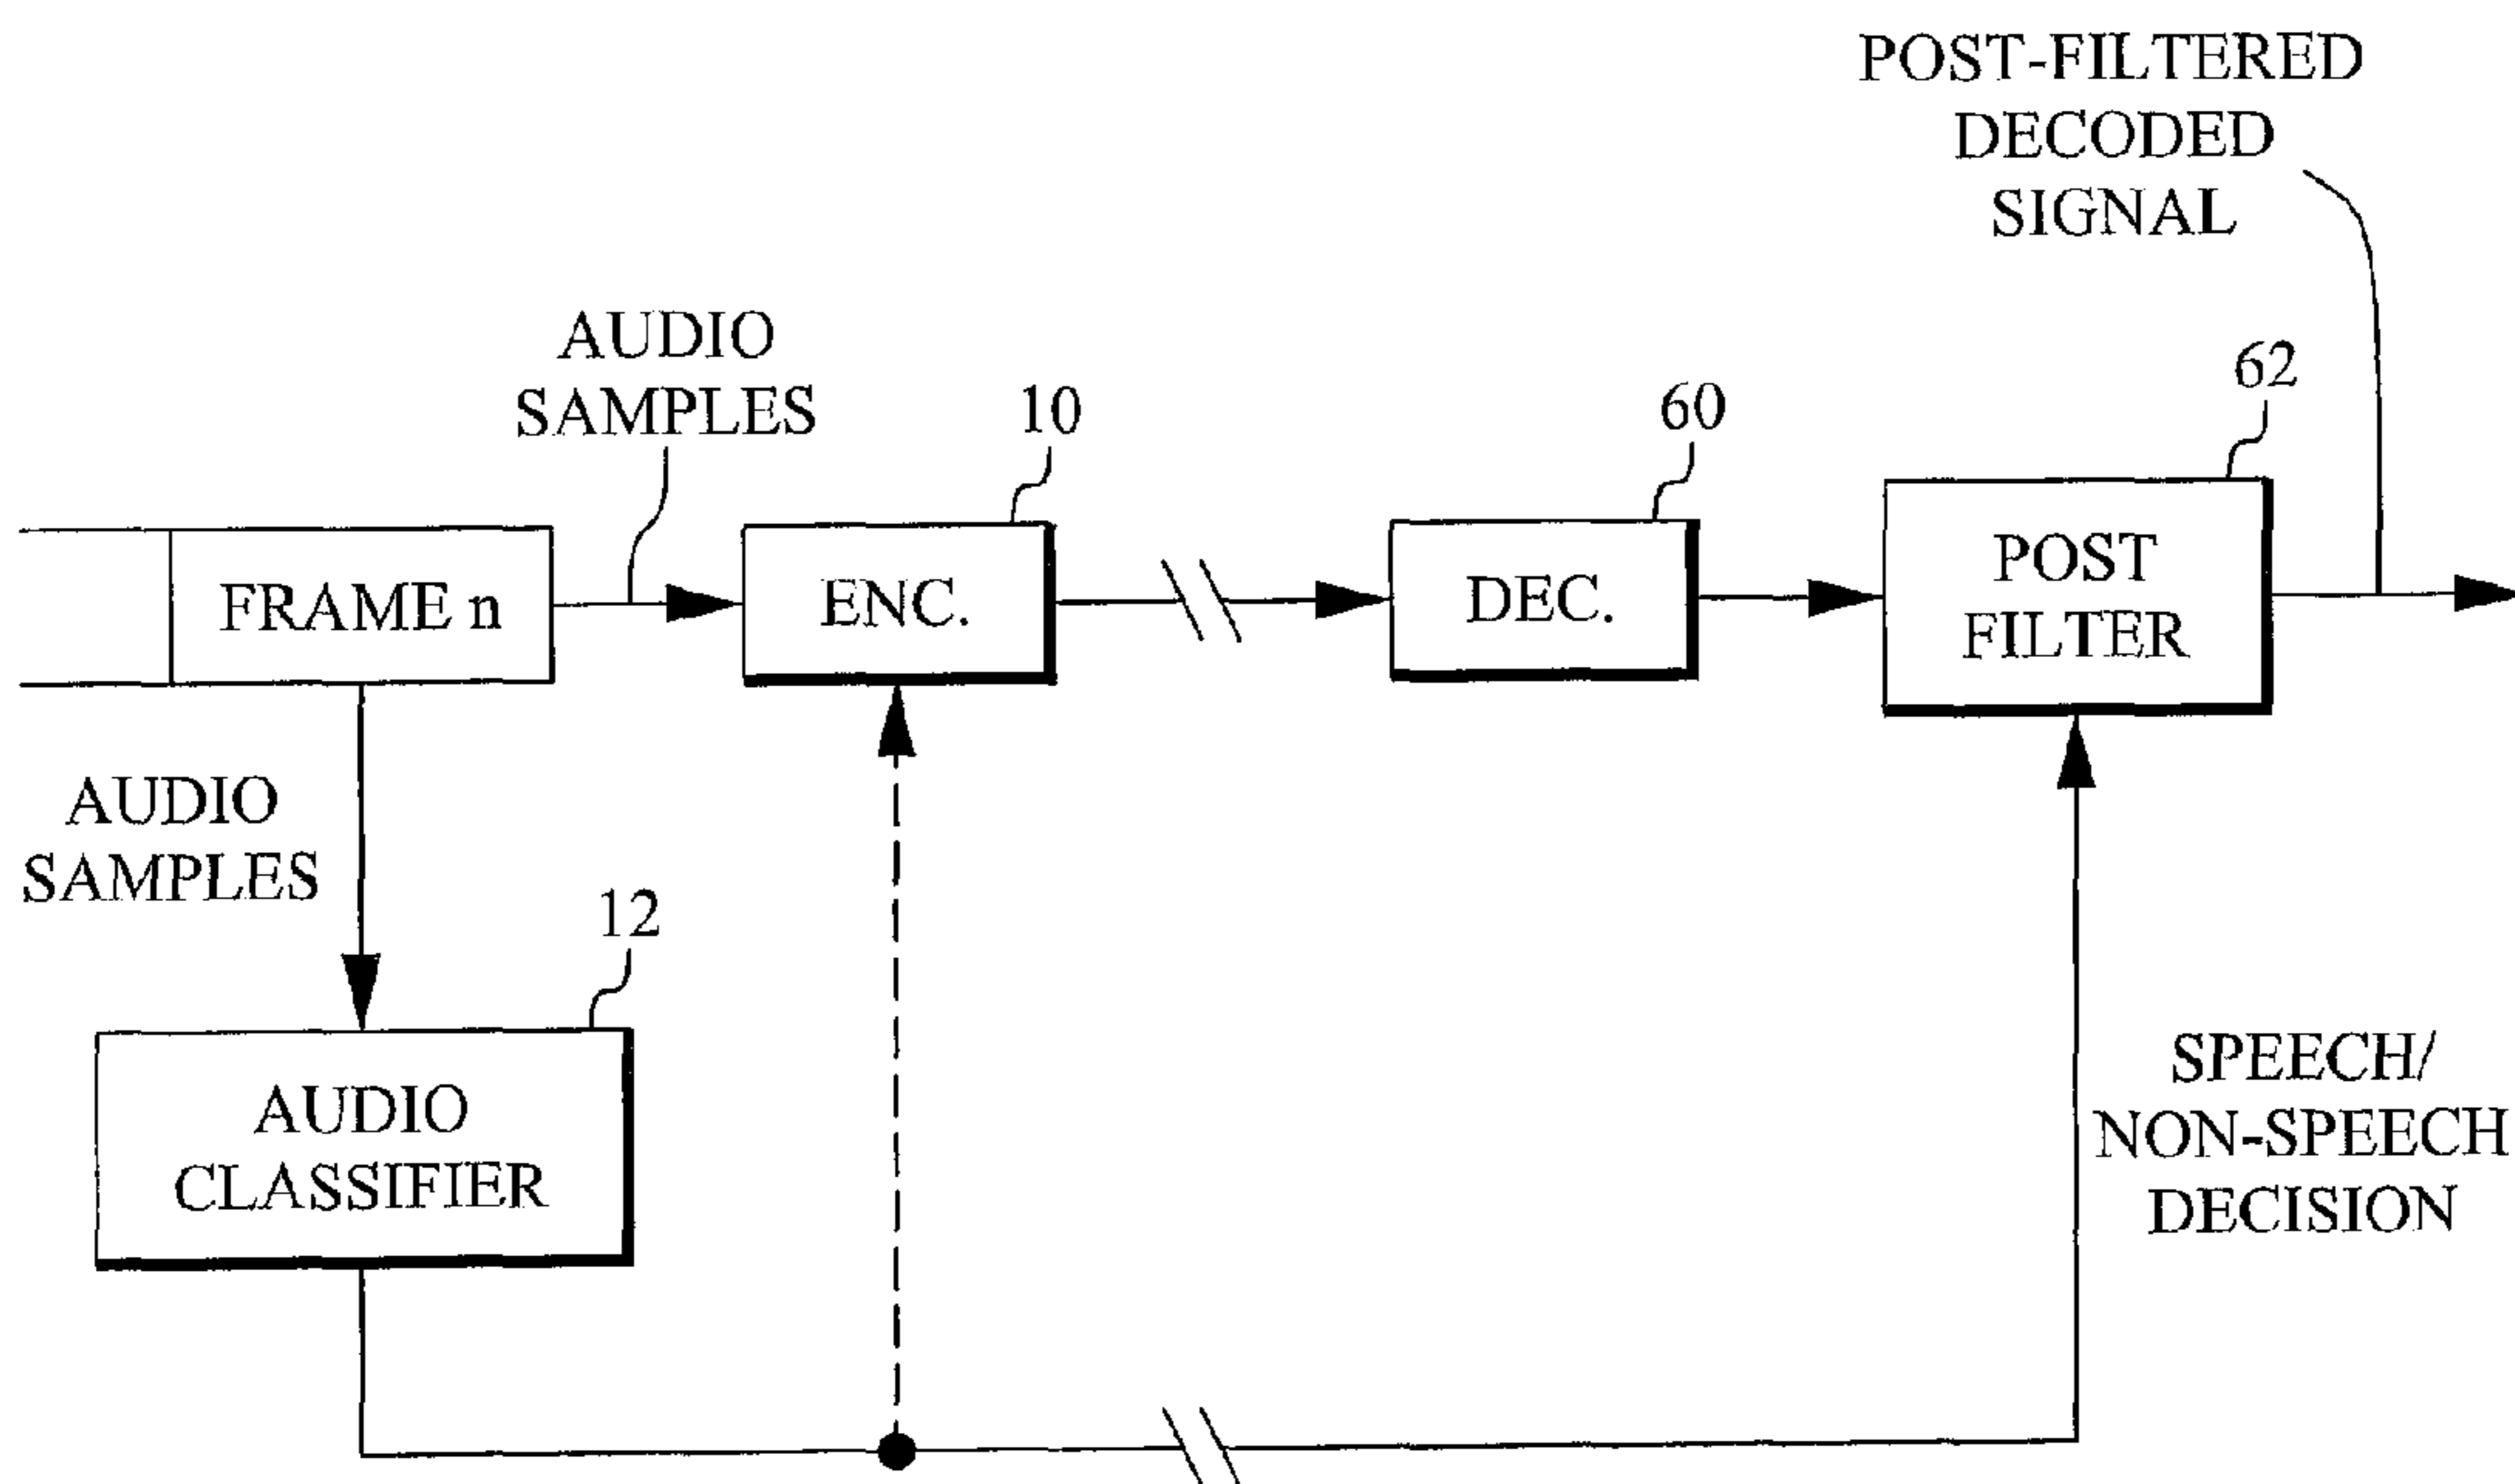 POST-FILTERED
DECODED
SIGNAL
AUDIO
SAMPLES
10
60
62
FRAME n
ENC.
DEC.
POST
FILTER
AUDIO
SAMPLES
12
AUDIO
CLASSIFIER
SPEECH/
NON-SPEECH
DECISION